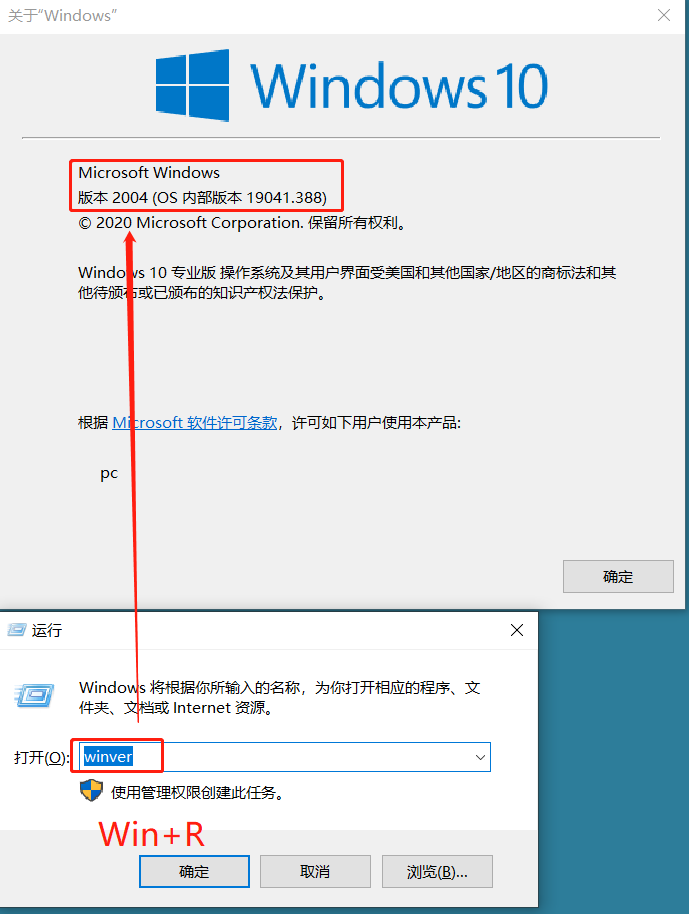 关于“Windows”
Windows 10
Microsoft Windows
版本 2004 (OS 内部版本 19041.388)
© 2020 Microsoft Corporation. 保留所有权利。
Windows 10 专业版 操作系统及其用户界面受美国和其他国家/地区的商标法和其
他待颁布或已颁布的知识产权法保护。
根据 Microsoft 软件许可条款，许可如下用户使用本产品:
pc
确定
运行
Windows 将根据你所输入的名称，为你打开相应的程序、文
件夹、文档或 Internet 资源。
打开(O): winver
使用管理权限创建此任务。
Win+R
确定 取消 浏览(B)...